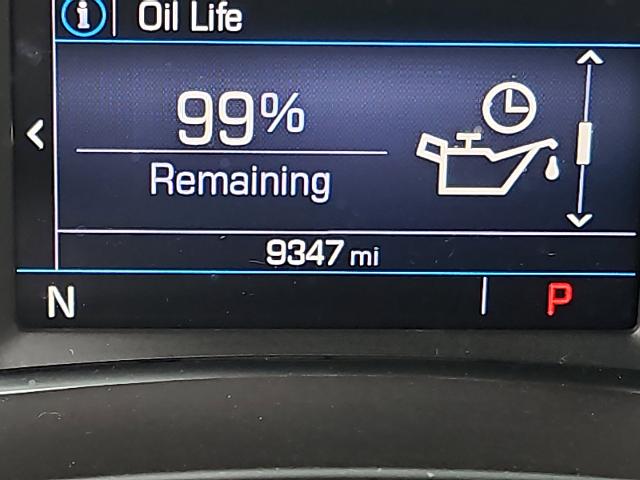 i Oil Life
99%
Remaining
9347 mi
N P